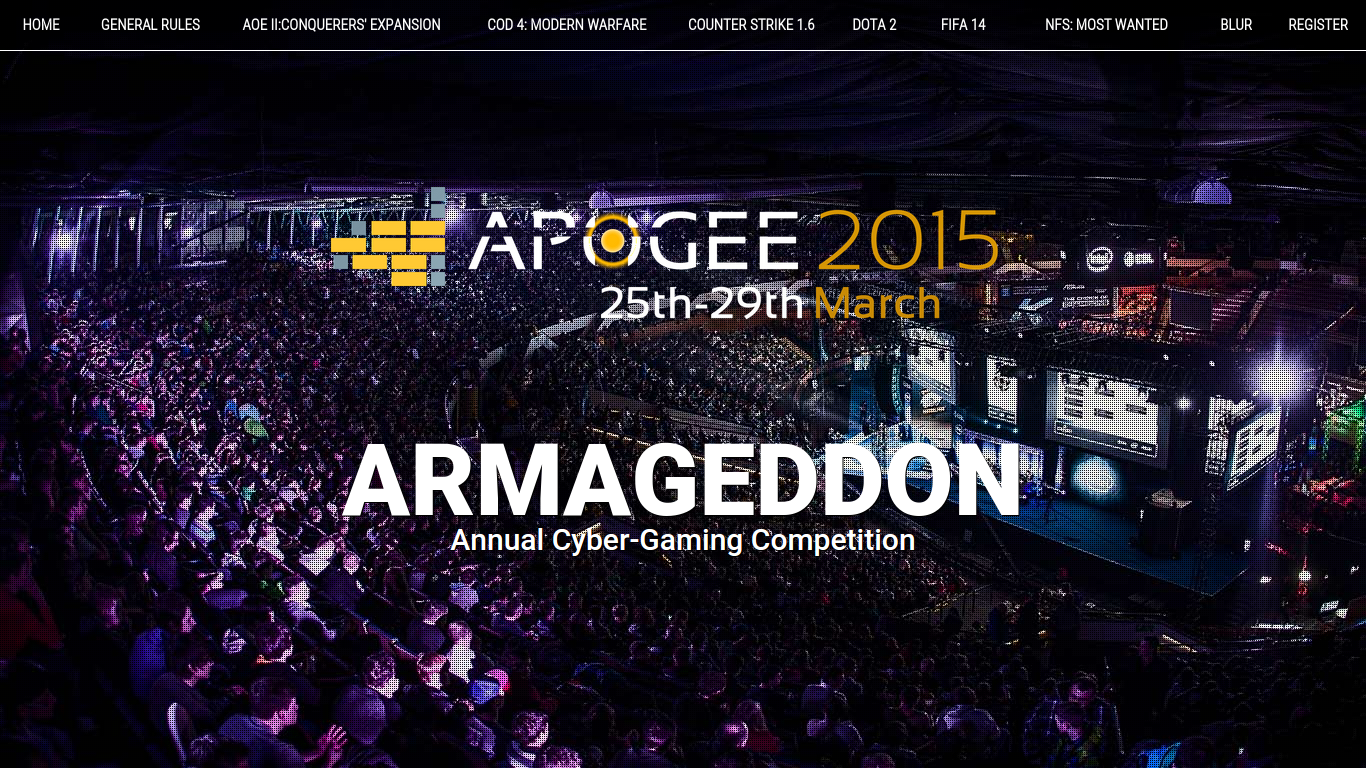 HOME GENERAL RULES AOE II:CONQUERERS' EXPANSION COD 4: MODERN WARFARE COUNTER STRIKE 1.6 DOTA 2 FIFA 14 NFS: MOST WANTED BLUR REGISTER
APOGEE 2015
25th-29th March
ARMAGEDDON
Annual Cyber-Gaming Competition